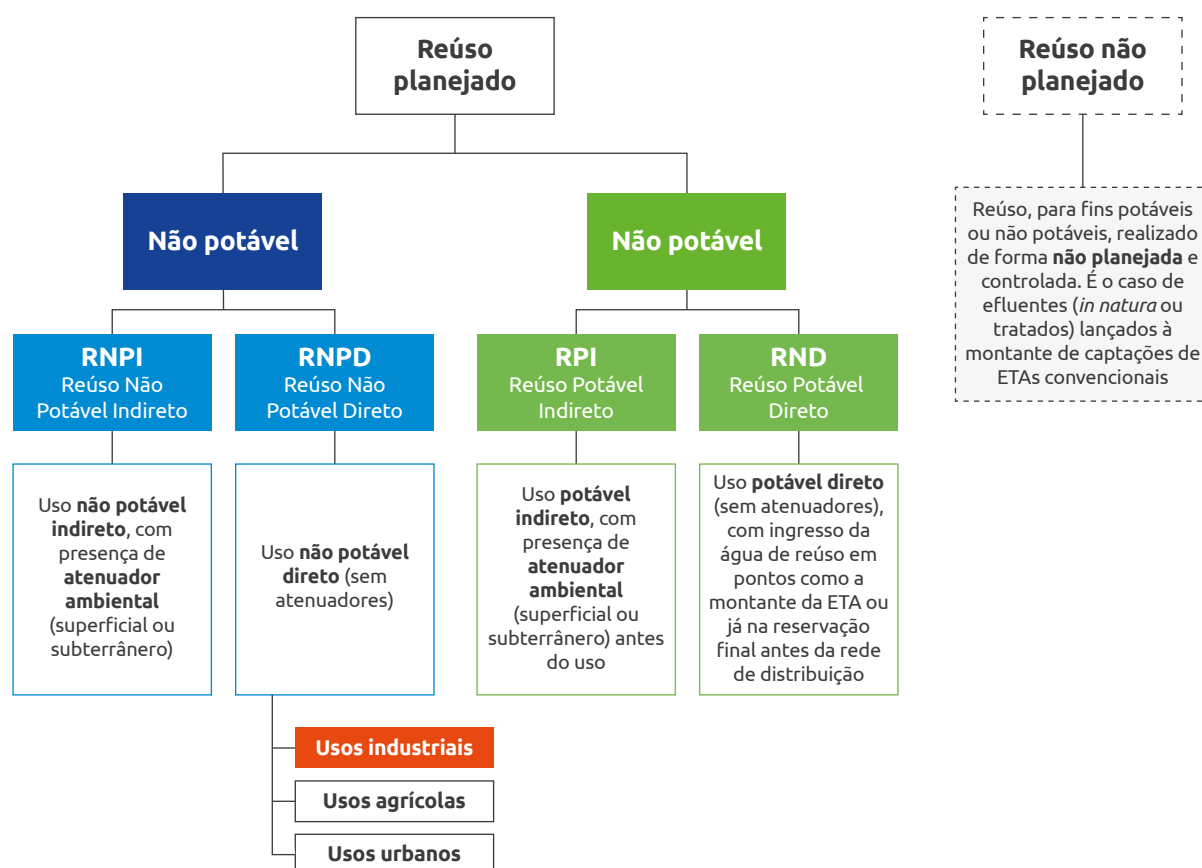 Reúso
planejado
Reúso não
planejado
Não potável
Não potável
Reúso, para fins potáveis
ou não potáveis, realizado
de forma não planejada e
controlada. É o caso de
efluentes (in natura ou
tratados) lançados à
montante de captações de
ETAs convencionais
RNPI
Reúso Não
Potável Indireto
RNPD
Reúso Não
Potável Direto
RPI
Reúso Potável
Indireto
RND
Reúso Potável
Direto
Uso não potável
indireto, com
presença de
atenuador
ambiental
(superficial ou
subterrânero)
Uso não potável
direto (sem
atenuadores)
Uso potável
indireto, com
presença de
atenuador
ambiental
(superficial ou
subterrânero) antes
do uso
Uso potável direto
(sem atenuadores),
com ingresso da
água de reúso em
pontos como a
montante da ETA ou
já na reservação
final antes da rede
de distribuição
Usos industriais
Usos agrícolas
Usos urbanos